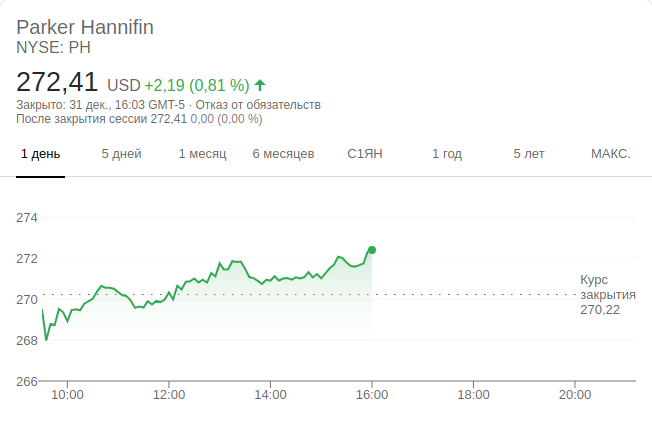 Parker Hannifin
NYSE: PH
272,41 USD +2,19 (0,81 %)
Закрыто: 31 дек., 16:03 GMT-5 · Отказ от обязательств
После закрытия сессии 272,41 0,00 (0,00 %)
1 день 5 дней 1 месяц 6 месяцев С1ЯН 1 год 5 лет МАКС.
274
272
270
268
266
Курс
закрытия
270,22
10:00 12:00 14:00 16:00 18:00 20:00